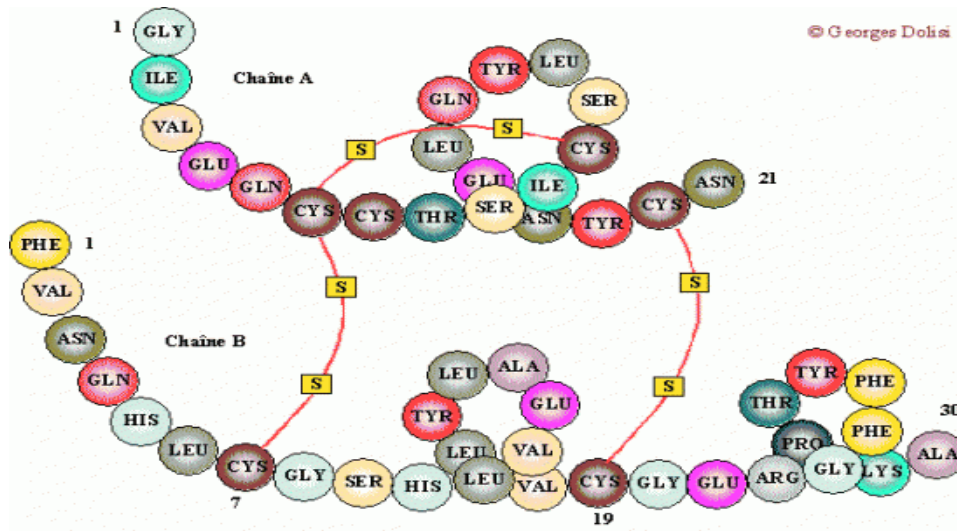 © Georges Dolisi
Chaîne A
1
GLY
ILE
VAL
GLU
GLN
CYS
CYS
THR
SER
ILE
CYS
SER
LEU
TYR
GLN
LEU
GLU
ASN
TYR
CYS
ASN
21
S
S
S
S
S
S
Chaîne B
1
PHE
VAL
ASN
GLN
HIS
LEU
CYS
7
GLY
SER
HIS
LEU
VAL
GLU
ALA
LEU
TYR
LEU
VAL
CYS
19
GLY
GLU
ARG
GLY
PHE
PHE
TYR
THR
PRO
LYS
ALA
30